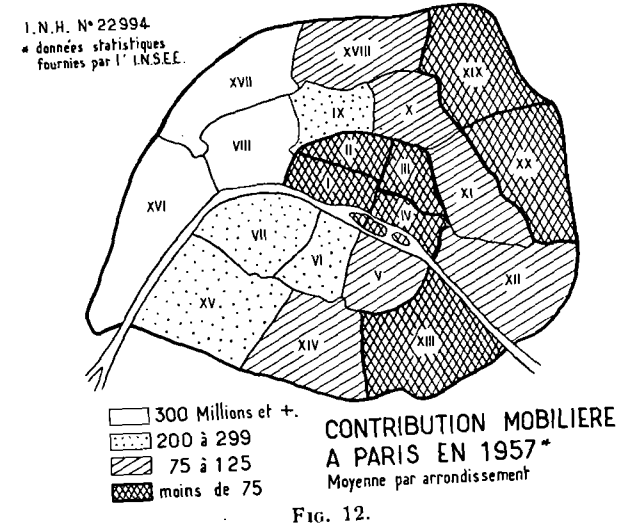 I.N.H. N° 22994
* données statistiques
fournies par l' I.N.S.E.E.
XVIII
XIX
XVII
IX
X
VIII
II
III
XX
I
IV
XI
XVI
VII
VI
V
XII
XV
XIV
XIII
300 Millions et +.
200 à 299
75 à 125
moins de 75
CONTRIBUTION MOBILIERE
A PARIS EN 1957*
Moyenne par arrondissement
FIG. 12.